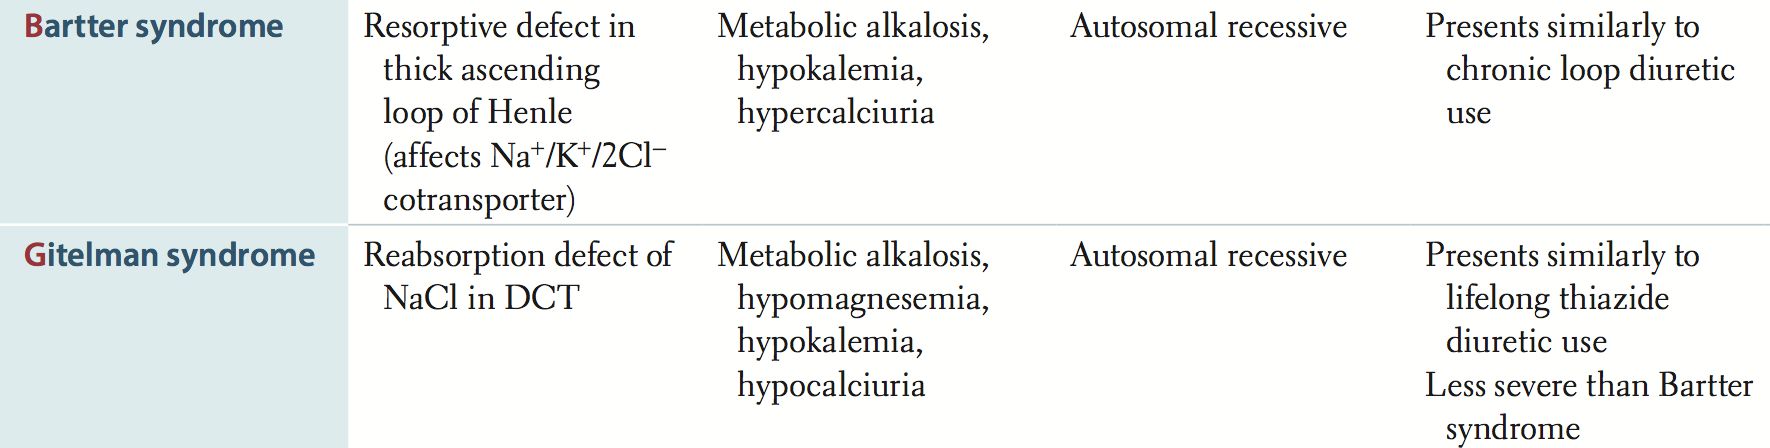 Bartter syndrome
Resorptive defect in
thick ascending
loop of Henle
(affects Na⁺/K⁺/2Cl⁻
cotransporter)
Metabolic alkalosis,
hypokalemia,
hypercalciuria
Autosomal recessive
Presents similarly to
chronic loop diuretic
use
Gitelman syndrome
Reabsorption defect of
NaCl in DCT
Metabolic alkalosis,
hypomagnesemia,
hypokalemia,
hypocalciuria
Autosomal recessive
Presents similarly to
lifelong thiazide
diuretic use
Less severe than Bartter
syndrome